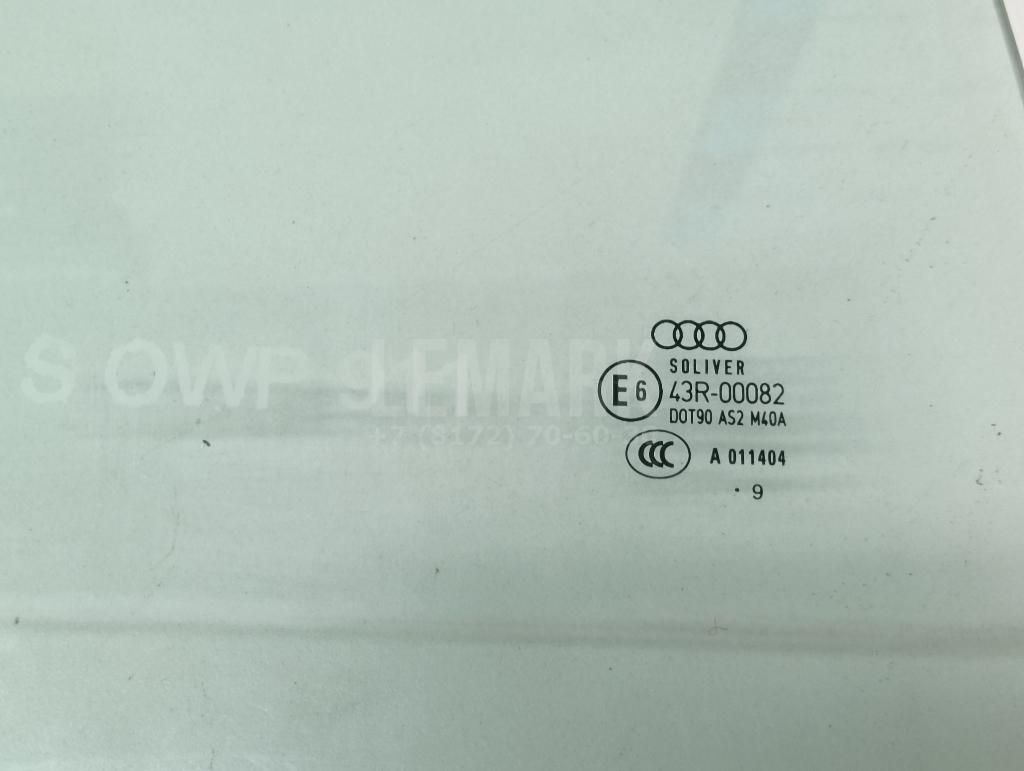 SOLIVER
E6 43R-00082
DOT90 AS2 M40A
CCC A 011404
· 9